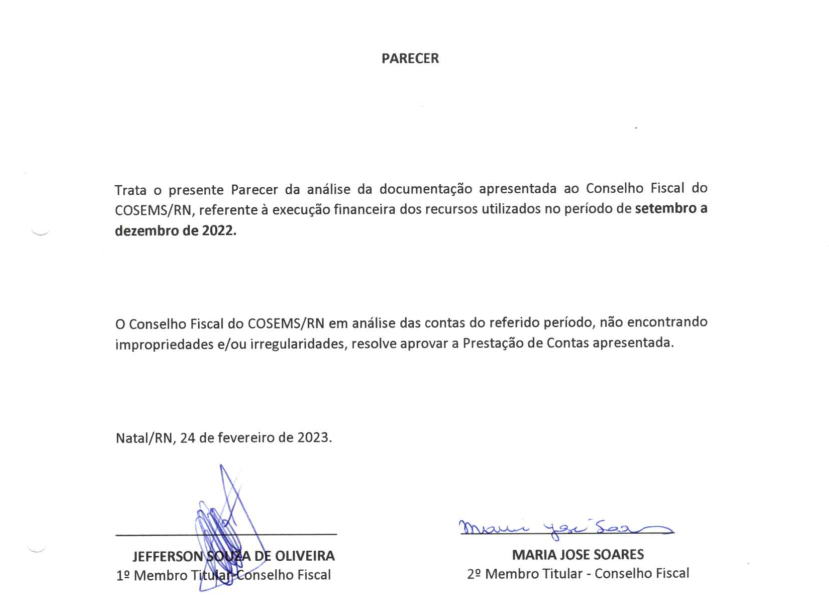 PARECER
Trata o presente Parecer da análise da documentação apresentada ao Conselho Fiscal do
COSEMS/RN, referente à execução financeira dos recursos utilizados no período de setembro a
dezembro de 2022.
O Conselho Fiscal do COSEMS/RN em análise das contas do referido período, não encontrando
impropriedades e/ou irregularidades, resolve aprovar a Prestação de Contas apresentada.
Natal/RN, 24 de fevereiro de 2023.
Maria José Soares
JEFFERSON SOUZA DE OLIVEIRA
1º Membro Titular-Conselho Fiscal
MARIA JOSE SOARES
2º Membro Titular - Conselho Fiscal